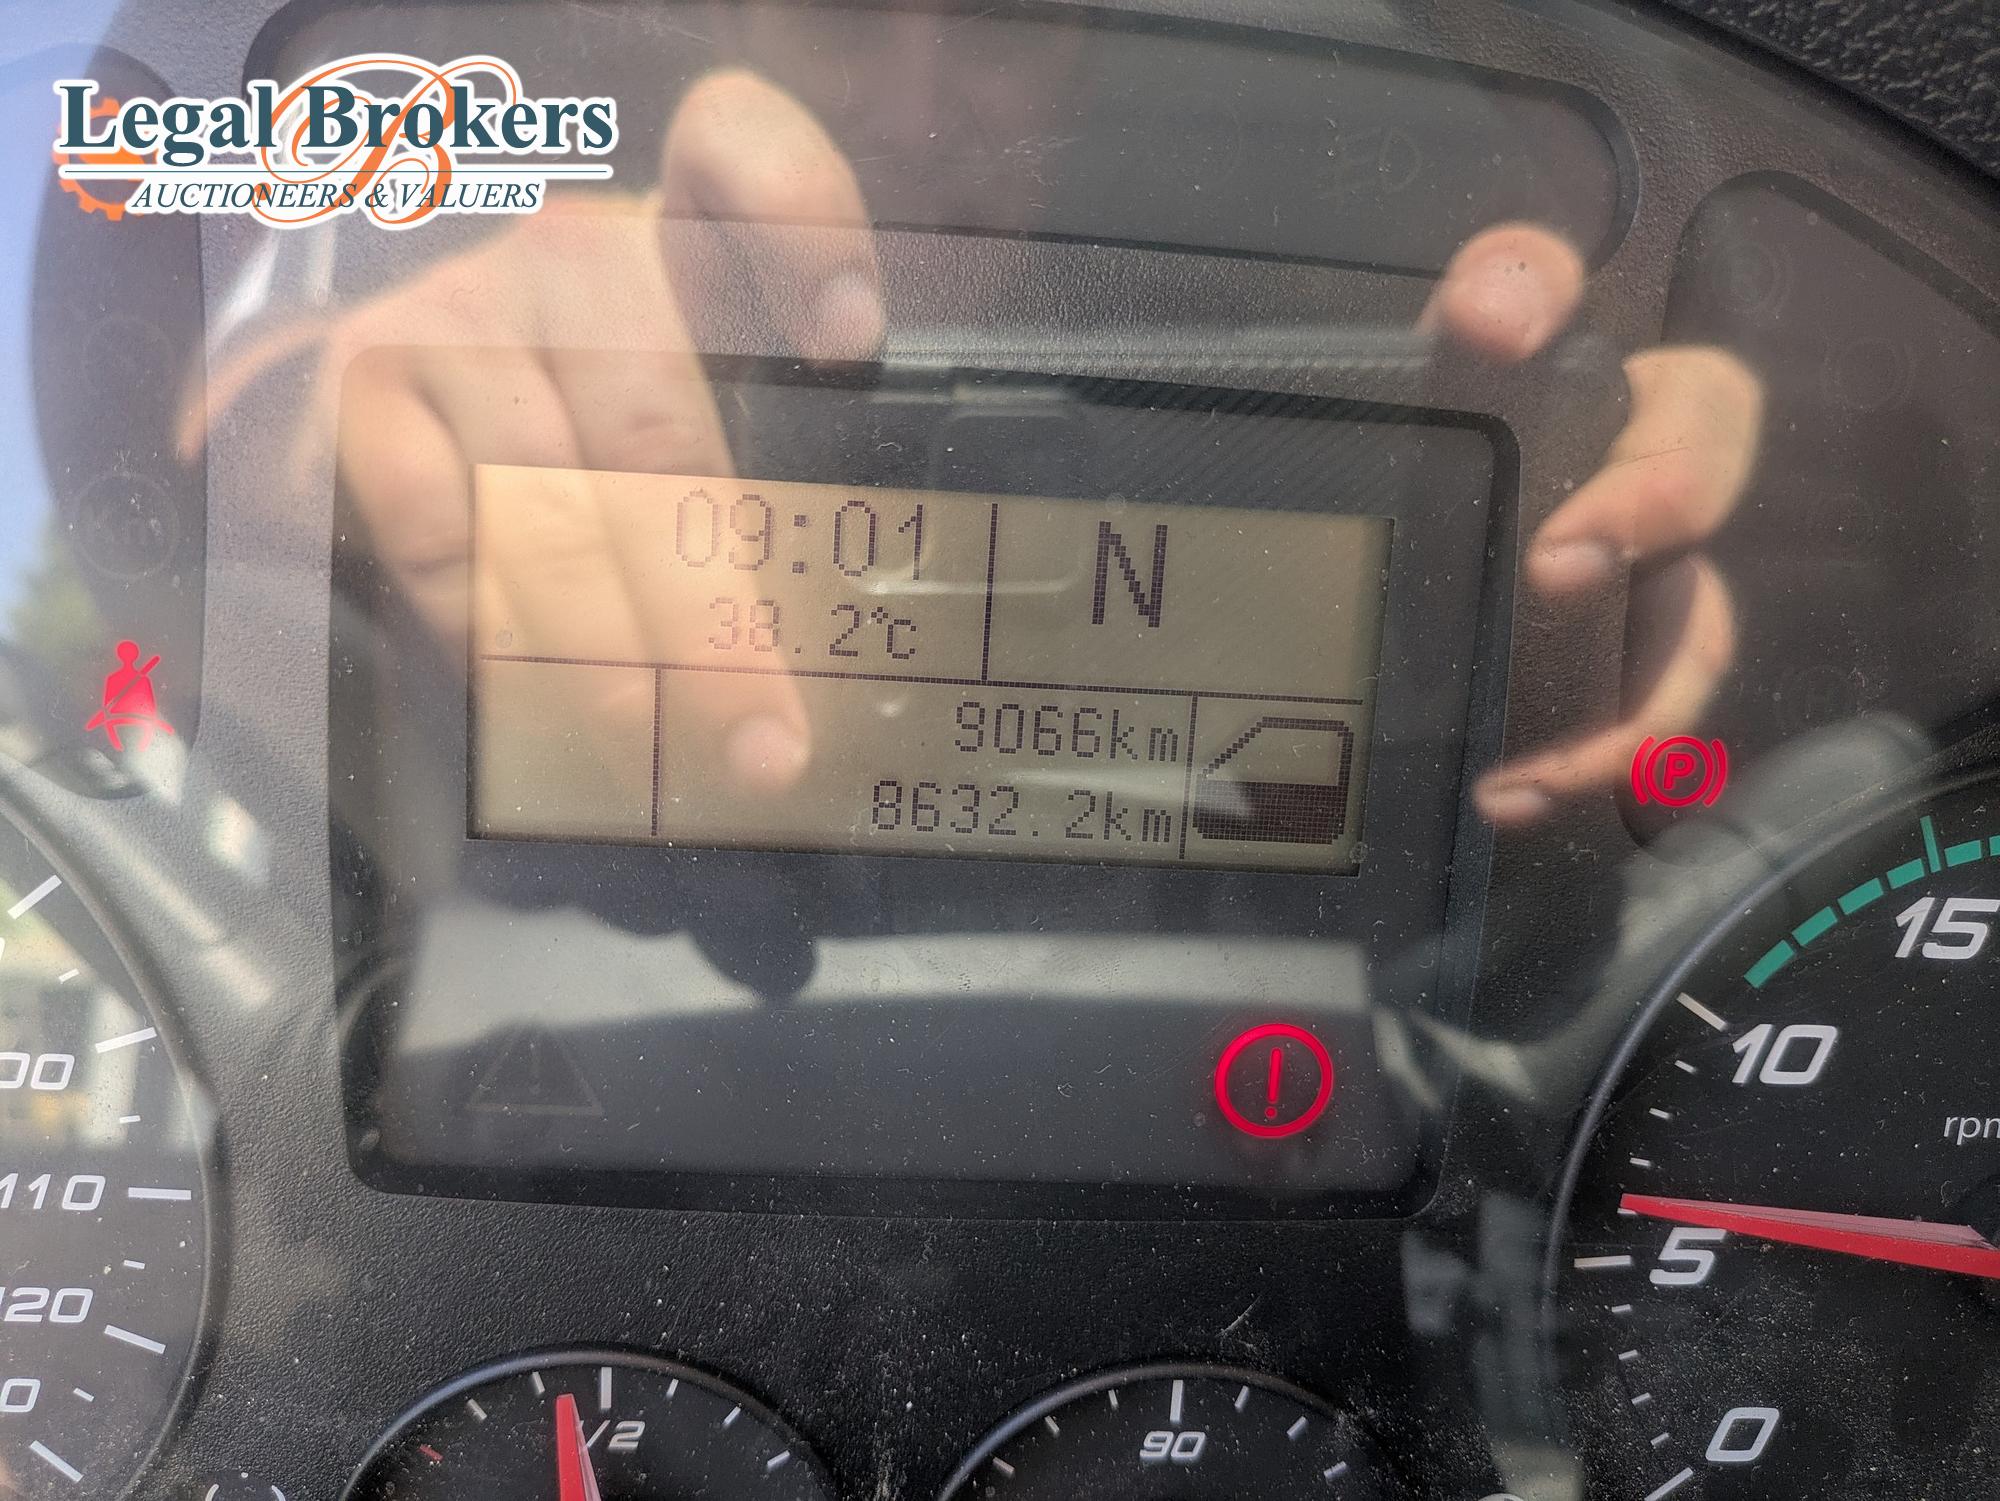 Legal Brokers
AUCTIONEERS & VALUERS
09:01
N
38.2°C
9066km
8632.2km
P
15
10
rpm
110
5
120
1/2
90
0